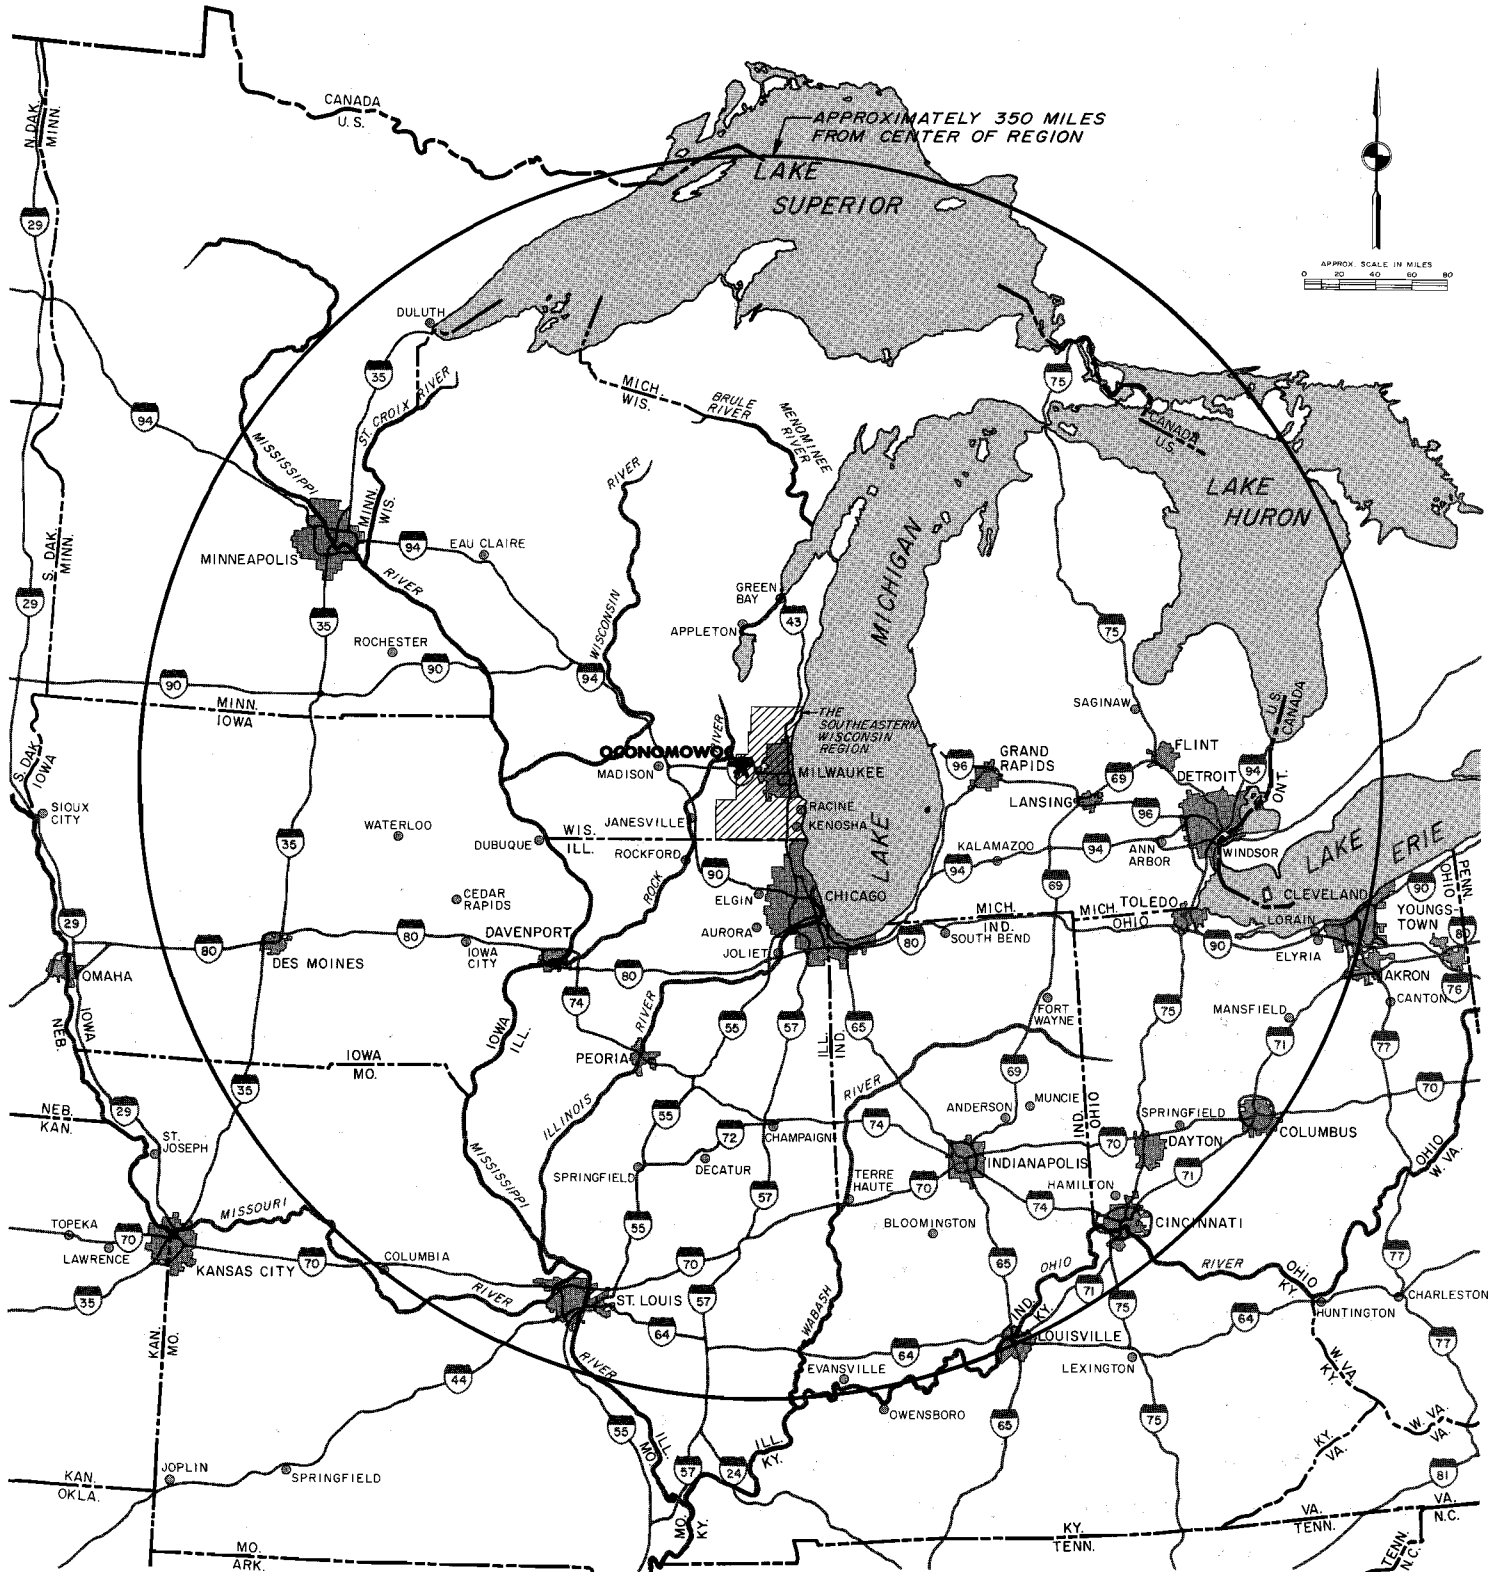 CANADA
U.S.
N. DAK.
MINN.
APPROXIMATELY 350 MILES
FROM CENTER OF REGION
LAKE
SUPERIOR
29
APPROX. SCALE IN MILES
0 20 40 60 80
DULUTH
35
ST. CROIX RIVER
94
75
MICH.
WIS.
BRULE
RIVER
MENOMINEE
RIVER
CANADA
U.S.
MISSISSIPPI
RIVER
LAKE
HURON
MINN.
WIS.
S. DAK.
MINN.
MINNEAPOLIS
94
EAU CLAIRE
RIVER
MICHIGAN
29
35
GREEN
BAY
43
APPLETON
WISCONSIN
75
ROCHESTER
90
90
94
MINN.
IOWA
SAGINAW
U.S.
CANADA
THE
SOUTHEASTERN
WISCONSIN
REGION
RIVER
OCONOMOWOC
MADISON
MILWAUKEE
S. DAK.
IOWA
96
GRAND
RAPIDS
FLINT
69
DETROIT
94
ONT.
LANSING
96
SIOUX
CITY
WATERLOO
35
DUBUQUE
WIS.
ILL.
JANESVILLE
RACINE
KENOSHA
LAKE
KALAMAZOO
94
ANN
ARBOR
WINDSOR
LAKE
ERIE
PENN.
OHIO
ROCKFORD
90
94
69
CEDAR
RAPIDS
ROCK
ELGIN
CHICAGO
CLEVELAND
90
29
80
80
DAVENPORT
AURORA
MICH.
IND.
MICH.
OHIO
TOLEDO
LORAIN
YOUNGS-
TOWN
80
DES MOINES
IOWA
CITY
80
JOLIET
80
SOUTH BEND
90
ELYRIA
OMAHA
AKRON
76
74
RIVER
FORT
WAYNE
75
MANSFIELD
CANTON
IOWA
NEB.
IOWA
ILL.
55
57
65
ILL.
IND.
71
77
IOWA
MO.
PEORIA
69
35
RIVER
70
NEB.
KAN.
29
ILLINOIS
55
72
CHAMPAIGN
74
ANDERSON
MUNCIE
IND.
OHIO
SPRINGFIELD
70
DAYTON
COLUMBUS
ST.
JOSEPH
MISSISSIPPI
SPRINGFIELD
DECATUR
INDIANAPOLIS
71
OHIO
W. VA.
TERRE
HAUTE
70
HAMILTON
57
74
MISSOURI
TOPEKA
70
LAWRENCE
55
BLOOMINGTON
CINCINNATI
KANSAS CITY
70
COLUMBIA
70
65
OHIO
RIVER
77
35
RIVER
ST. LOUIS
57
WABASH
IND.
KY.
71
75
OHIO
KY.
HUNTINGTON
CHARLESTON
64
64
LOUISVILLE
64
77
KAN.
MO.
44
RIVER
EVANSVILLE
LEXINGTON
W. VA.
KY.
OWENSBORO
55
65
75
W. VA.
VA.
ILL.
MO.
ILL.
KY.
KY.
VA.
KAN.
OKLA.
JOPLIN
SPRINGFIELD
57
24
81
MO.
KY.
KY.
TENN.
VA.
TENN.
VA.
N.C.
MO.
ARK.
TENN.
N.C.